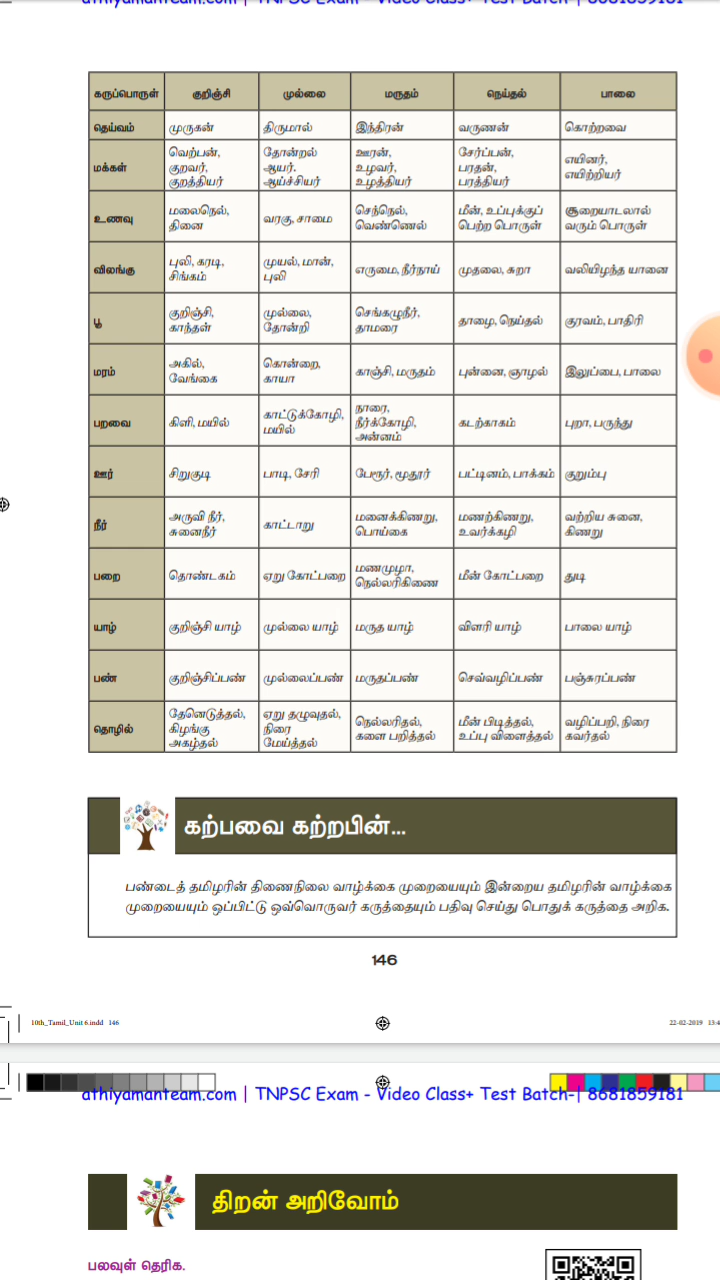 athiyamanteam.com | TNPSC Exam - Video Class+ Test Batch-| 8681859181
கருப்பொருள் குறிஞ்சி முல்லை மருதம் நெய்தல் பாலை
தெய்வம் முருகன் திருமால் இந்திரன் வருணன் கொற்றவை
மக்கள் வெற்பன், குறவர், குறத்தியர் தோன்றல் ஆயர், ஆய்ச்சியர் ஊரன், உழவர், உழத்தியர் சேர்ப்பன், பரதன், பரத்தியர் எயினர், எயிற்றியர்
உணவு மலைநெல், தினை வரகு, சாமை செந்நெல், வெண்ணெல் மீன், உப்புக்குப் பெற்ற பொருள் சூறையாடலால் வரும் பொருள்
விலங்கு புலி, கரடி, சிங்கம் முயல், மான், புலி எருமை, நீர்நாய் முதலை, சுறா வலியிழந்த யானை
பூ குறிஞ்சி, காந்தள் முல்லை, தோன்றி செங்கழுநீர், தாமரை தாழை, நெய்தல் குரவம், பாதிரி
மரம் அகில், வேங்கை கொன்றை, காயா காஞ்சி, மருதம் புன்னை, ஞாழல் இலுப்பை, பாலை
பறவை கிளி, மயில் காட்டுக்கோழி, மயில் நாரை, நீர்க்கோழி, அன்னம் கடற்காகம் புறா, பருந்து
ஊர் சிறுகுடி பாடி, சேரி பேரூர், மூதூர் பட்டினம், பாக்கம் குறும்பு
நீர் அருவி நீர், சுனைநீர் காட்டாறு மனைக்கிணறு, பொய்கை மணற்கிணறு, உவர்க்கழி வற்றிய சுனை, கிணறு
பறை தொண்டகம் ஏறு கோட்பறை மணமுழா, நெல்லரிகிணை மீன் கோட்பறை துடி
யாழ் குறிஞ்சி யாழ் முல்லை யாழ் மருத யாழ் விளரி யாழ் பாலை யாழ்
பண் குறிஞ்சிப்பண் முல்லைப்பண் மருதப்பண் செவ்வழிப்பண் பஞ்சுரப்பண்
தொழில் தேனெடுத்தல், கிழங்கு அகழ்தல் ஏறு தழுவுதல், நிரை மேய்த்தல் நெல்லரிதல், களை பறித்தல் மீன் பிடித்தல், உப்பு விளைத்தல் வழிப்பறி, நிரை கவர்தல்
கற்பவை கற்றபின்...
பண்டைத் தமிழரின் திணைநிலை வாழ்க்கை முறையையும் இன்றைய தமிழரின் வாழ்க்கை
முறையையும் ஒப்பிட்டு ஒவ்வொருவர் கருத்தையும் பதிவு செய்து பொதுக் கருத்தை அறிக.
146
10th_Tamil_Unit 6.indd 146
22-02-2019 13:4
athiyamanteam.com | TNPSC Exam - Video Class+ Test Batch-| 8681859181
திறன் அறிவோம்
பலவுள் தெரிக.